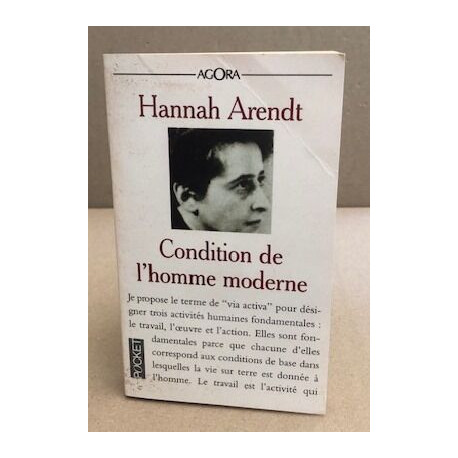 AGORA
Hannah Arendt
Condition de
l'homme moderne
Je propose le terme de "via activa" pour dési-
gner trois activités humaines fondamentales :
le travail, l'œuvre et l'action. Elles sont fon-
damentales parce que chacune d'elles
correspond aux conditions de base dans
lesquelles la vie sur terre est donnée à
l'homme. Le travail est l'activité qui
POCKET